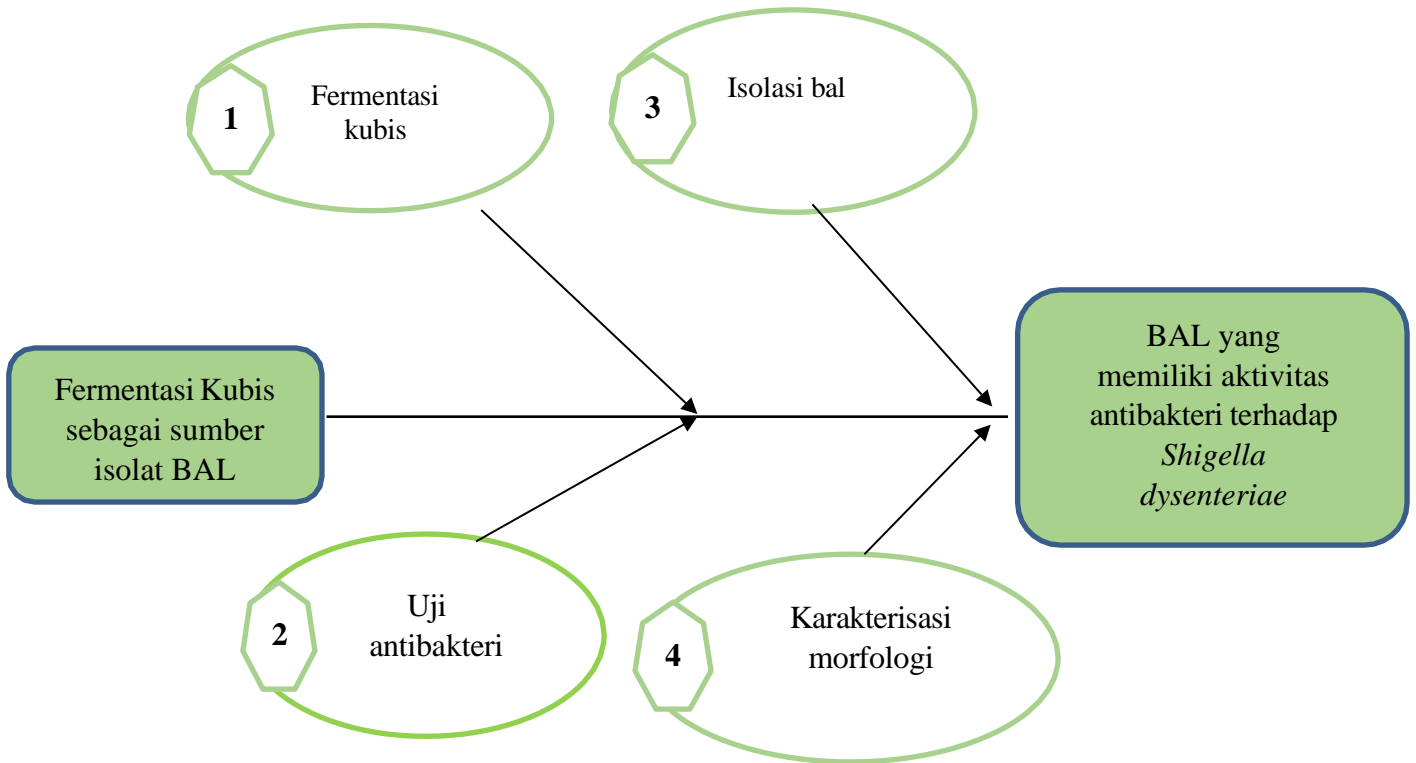 1
Fermentasi
kubis
3
Isolasi bal
Fermentasi Kubis
sebagai sumber
isolat BAL
BAL yang
memiliki aktivitas
antibakteri terhadap
Shigella
dysenteriae
2
Uji
antibakteri
4
Karakterisasi
morfologi